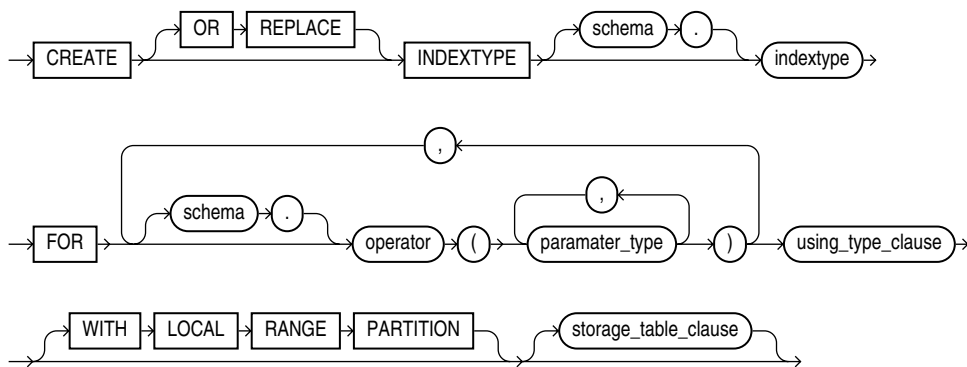 OR REPLACE schema .
CREATE INDEXTYPE indextype
,
schema . ,
FOR operator ( paramater_type ) using_type_clause
WITH LOCAL RANGE PARTITION storage_table_clause